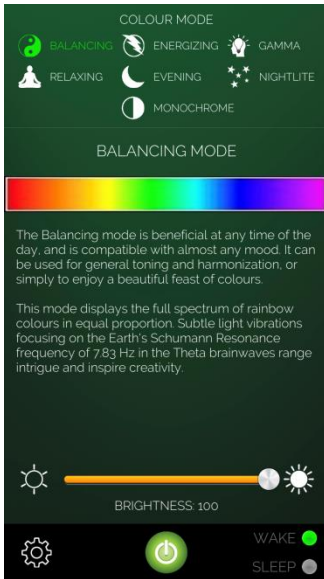 COLOUR MODE
BALANCING ENERGIZING GAMMA
RELAXING EVENING NIGHTLITE
MONOCHROME
BALANCING MODE
The Balancing mode is beneficial at any time of the
day, and is compatible with almost any mood. It can
be used for general toning and harmonization, or
simply to enjoy a beautiful feast of colours.
This mode displays the full spectrum of rainbow
colours in equal proportion. Subtle light vibrations
focusing on the Earth's Schumann Resonance
frequency of 7.83 Hz in the Theta brainwaves range
intrigue and inspire creativity.
BRIGHTNESS: 100
WAKE
SLEEP